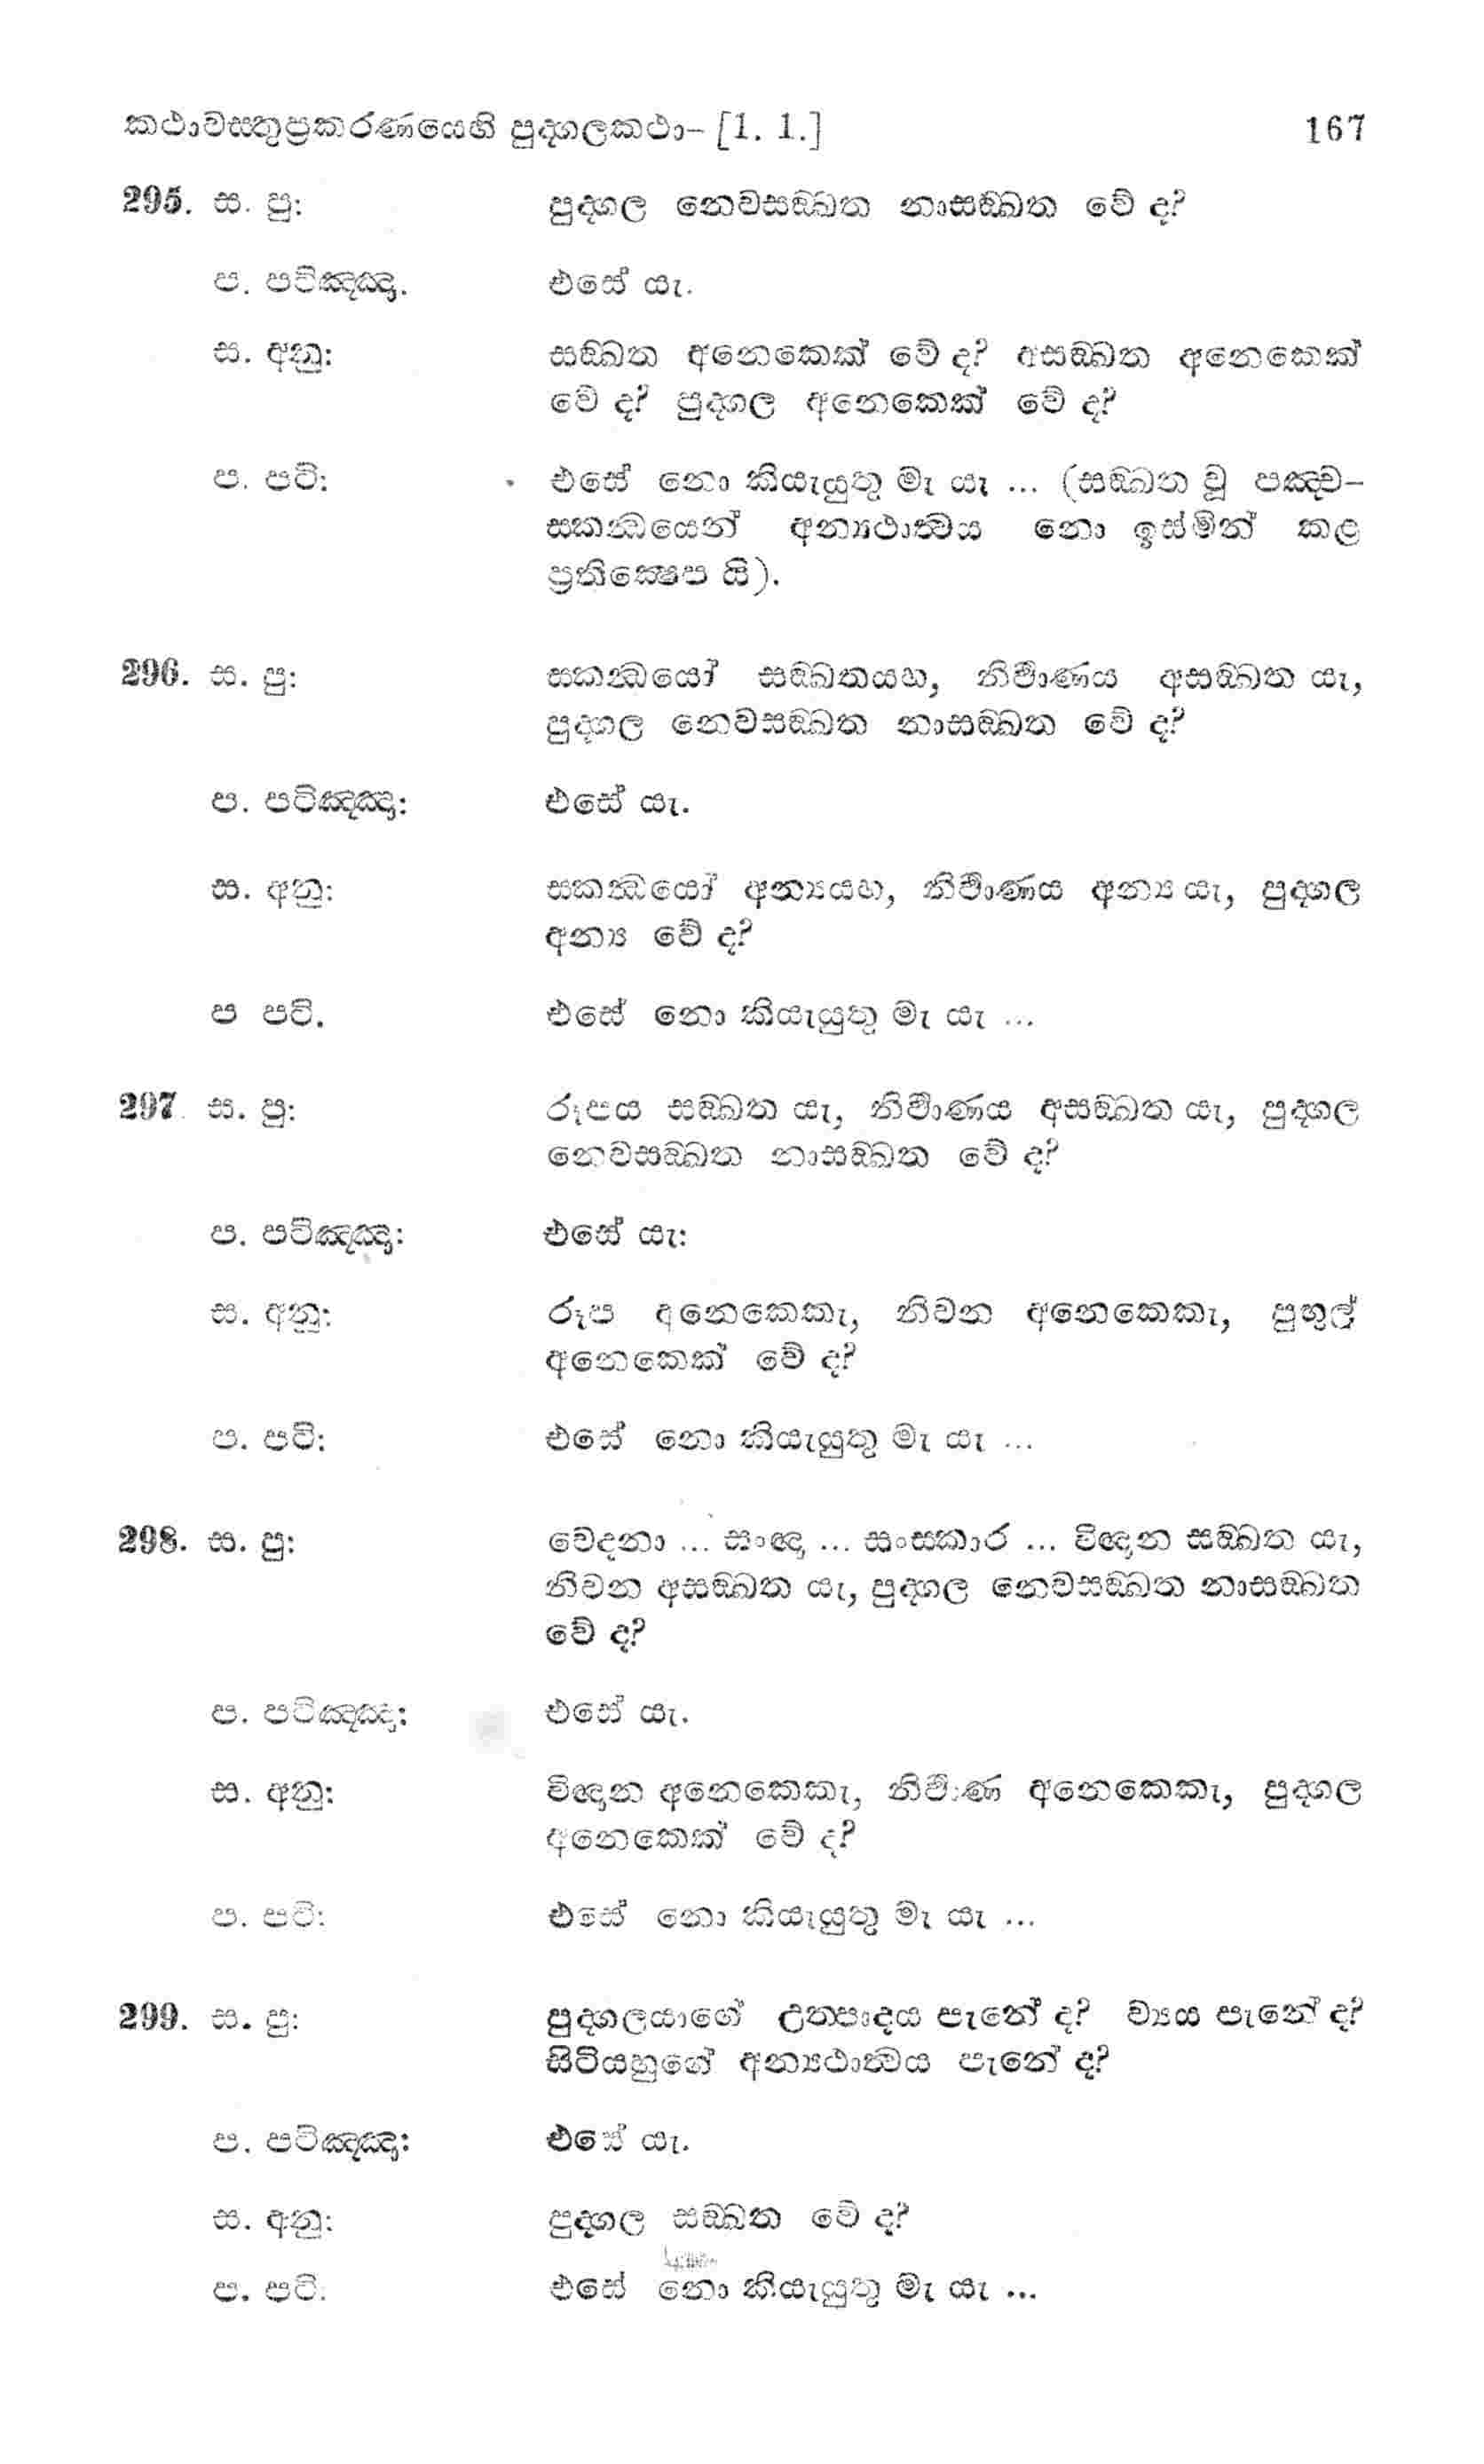 කථාවස්තුප්‍රකරණයෙහි පුද්ගලකථා– [1. 1.] 167
295. ස. පු: පුද්ගල නෙවසඞ්ඛත නාසඞ්ඛත වේ ද?
ප. පටිඤ්ඤා. එසේ යැ.
ස. අනු: සඞ්ඛත අනෙකෙක් වේ ද? අසඞ්ඛත අනෙකෙක්
වේ ද? පුද්ගල අනෙකෙක් වේ ද?
ප. පටි: එසේ නො කියැයුතු මැ යැ ... (සඞ්ඛත වූ පඤ්ච–
ස්කන්ධයෙන් අන්‍යථාත්වය නො ඉස්මින් කළ
ප්‍රතික්ෂෙප යි).
296. ස. පු: ස්කන්ධයෝ සඞ්ඛතයහ, නිර්වාණය අසඞ්ඛත යැ,
පුද්ගල නෙවසඞ්ඛත නාසඞ්ඛත වේ ද?
ප. පටිඤ්ඤා: එසේ යැ.
ස. අනු: ස්කන්ධයෝ අන්‍යයහ, නිර්වාණය අන්‍ය යැ, පුද්ගල
අන්‍ය වේ ද?
ප පටි. එසේ නො කියැයුතු මැ යැ ...
297. ස. පු: රූපය සඞ්ඛත යැ, නිර්වාණය අසඞ්ඛත යැ, පුද්ගල
නෙවසඞ්ඛත නාසඞ්ඛත වේ ද?
ප. පටිඤ්ඤා: එසේ යැ:
ස. අනු: රූප අනෙකෙකැ, නිවන අනෙකෙකැ, පුහුල්
අනෙකෙක් වේ ද?
ප. පටි: එසේ නො කියැයුතු මැ යැ ...
298. ස. පු: වේදනා ... සංඥා ... සංස්කාර ... විඥාන සඞ්ඛත යැ,
නිවන අසඞ්ඛත යැ, පුද්ගල නෙවසඞ්ඛත නාසඞ්ඛත
වේ ද?
ප. පටිඤ්ඤා: එසේ යැ.
ස. අනු: විඥාන අනෙකෙකැ, නිර්වාණ අනෙකෙකැ, පුද්ගල
අනෙකෙක් වේ ද?
ප. පටි: එසේ නො කියැයුතු මැ යැ ...
299. ස. පු: පුද්ගලයාගේ උත්පාදය පැනේ ද? ව්‍යය පැනේ ද?
සිටියහුගේ අන්‍යථාත්වය පැනේ ද?
ප. පටිඤ්ඤා: එසේ යැ.
ස. අනු: පුද්ගල සඞ්ඛත වේ ද?
ප. පටි. එසේ නො කියැයුතු මැ යැ ...